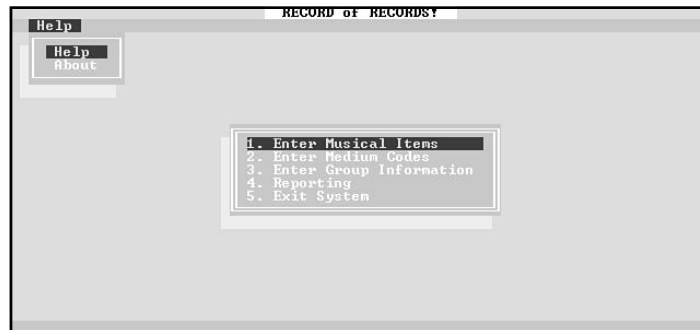 RECORD of RECORDS!
Help
Help
About
1. Enter Musical Items
2. Enter Medium Codes
3. Enter Group Information
4. Reporting
5. Exit System